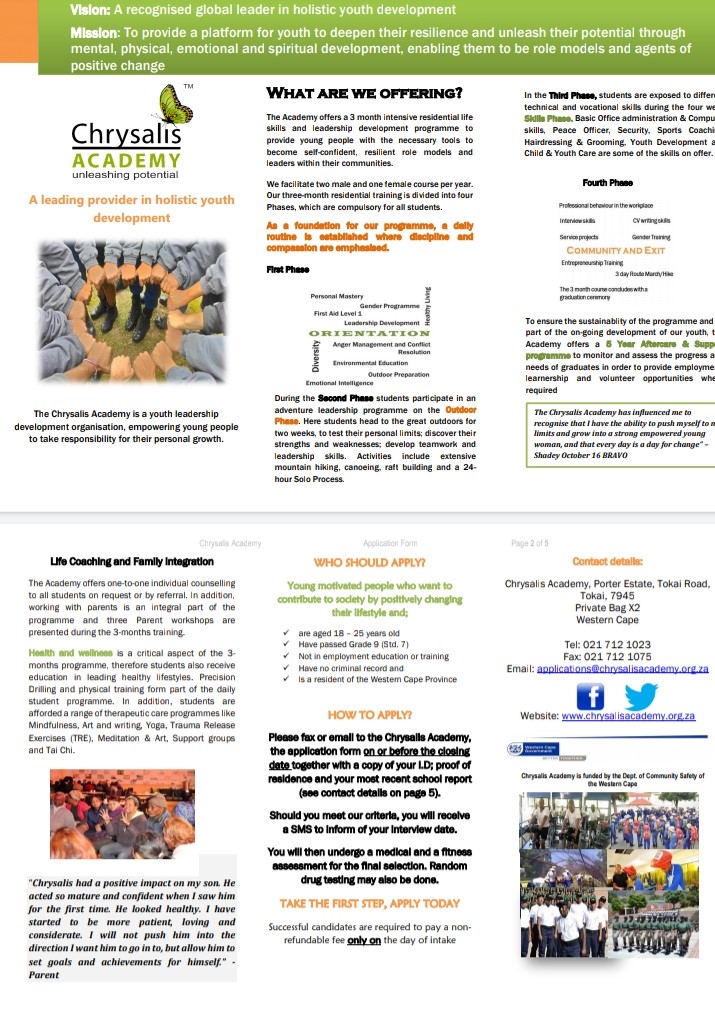 Vision: A recognised global leader in holistic youth development
Mission: To provide a platform for youth to deepen their resilience and unleash their potential through
mental, physical, emotional and spiritual development, enabling them to be role models and agents of
positive change
TM
Chrysalis
ACADEMY
unleashing potential
A leading provider in holistic youth
development
The Chrysalis Academy is a youth leadership
development organisation, empowering young people
to take responsibility for their personal growth.
WHAT ARE WE OFFERING?
The Academy offers a 3 month intensive residential life
skills and leadership development programme to
provide young people with the necessary tools to
become self-confident, resilient role models and
leaders within their communities.
We facilitate two male and one female course per year.
Our three-month residential training is divided into four
Phases, which are compulsory for all students.
As a foundation for our programme, a daily
routine is established where discipline and
compassion are emphasised.
First Phase
Personal Mastery
Healthy Living
Gender Programme
First Aid Level 1
Leadership Development
ORIENTATION
Diversity
Anger Management and Conflict
Resolution
Environmental Education
Outdoor Preparation
Emotional Intelligence
During the Second Phase students participate in an
adventure leadership programme on the Outdoor
Phase. Here students head to the great outdoors for
two weeks, to test their personal limits; discover their
strengths and weaknesses; develop teamwork and
leadership skills. Activities include extensive
mountain hiking, canoeing, raft building and a 24-
hour Solo Process.
In the Third Phase, students are exposed to differe
technical and vocational skills during the four we
Skills Phase. Basic Office administration & Compu
skills, Peace Officer, Security, Sports Coachi
Hairdressing & Grooming, Youth Development a
Child & Youth Care are some of the skills on offer.
Fourth Phase
Professional behaviour in the workplace
Interview skills CV writing skills
Service projects Gender Training
COMMUNITY AND EXIT
Entrepreneurship Training
3 day Route March/Hike
The 3 month course concludes with a
graduation ceremony
To ensure the sustainablity of the programme and
part of the on-going development of our youth, t
Academy offers a 5 Year Aftercare & Suppo
programme to monitor and assess the progress a
needs of graduates in order to provide employme
learnership and volunteer opportunities whe
required
The Chrysalis Academy has influenced me to
recognise that I have the ability to push myself to m
limits and grow into a strong empowered young
woman, and that every day is a day for change" –
Shadey October 16 BRAVO
Chrysalis Academy Application Form Page 2 of 5
Life Coaching and Family Integration
The Academy offers one-to-one individual counselling
to all students on request or by referral. In addition,
working with parents is an integral part of the
programme and three Parent workshops are
presented during the 3-months training.
Health and wellness is a critical aspect of the 3-
months programme, therefore students also receive
education in leading healthy lifestyles. Precision
Drilling and physical training form part of the daily
student programme. In addition, students are
afforded a range of therapeutic care programmes like
Mindfulness, Art and writing, Yoga, Trauma Release
Exercises (TRE), Meditation & Art, Support groups
and Tai Chi.
"Chrysalis had a positive impact on my son. He
acted so mature and confident when I saw him
for the first time. He looked healthy. I have
started to be more patient, loving and
considerate. I will not push him into the
direction I want him to go in to, but allow him to
set goals and achievements for himself." -
Parent
WHO SHOULD APPLY?
Young motivated people who want to
contribute to society by positively changing
their lifestyle and;
✓ are aged 18 – 25 years old
✓ Have passed Grade 9 (Std. 7)
✓ Not in employment or training
✓ Have no criminal record and
✓ Is a resident of the Western Cape Province
HOW TO APPLY?
Please fax or email to the Chrysalis Academy,
the application form on or before the closing
date together with a copy of your I.D; proof of
residence and your most recent school report
(see contact details on page 5).
Should you meet our criteria, you will receive
a SMS to inform of your interview date.
You will then undergo a medical and a fitness
assessment for the final selection. Random
drug testing may also be done.
TAKE THE FIRST STEP, APPLY TODAY
Successful candidates are required to pay a non-
refundable fee only on the day of intake
Contact details:
Chrysalis Academy, Porter Estate, Tokai Road,
Tokai, 7945
Private Bag X2
Western Cape
Tel: 021 712 1023
Fax: 021 712 1075
Email: applications@chrysalisacademy.org.za
f
Website: www.chrysalisacademy.org.za
Western Cape
Government
BETTER TOGETHER
Chrysalis Academy is funded by the Dept. of Community Safety of
the Western Cape